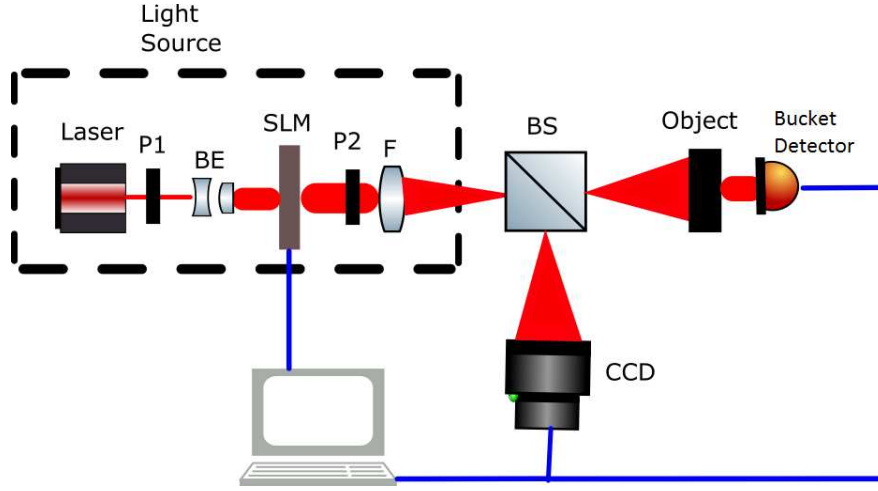 Light
Source
Laser
P1
BE
SLM
P2
F
BS
Object
Bucket
Detector
CCD